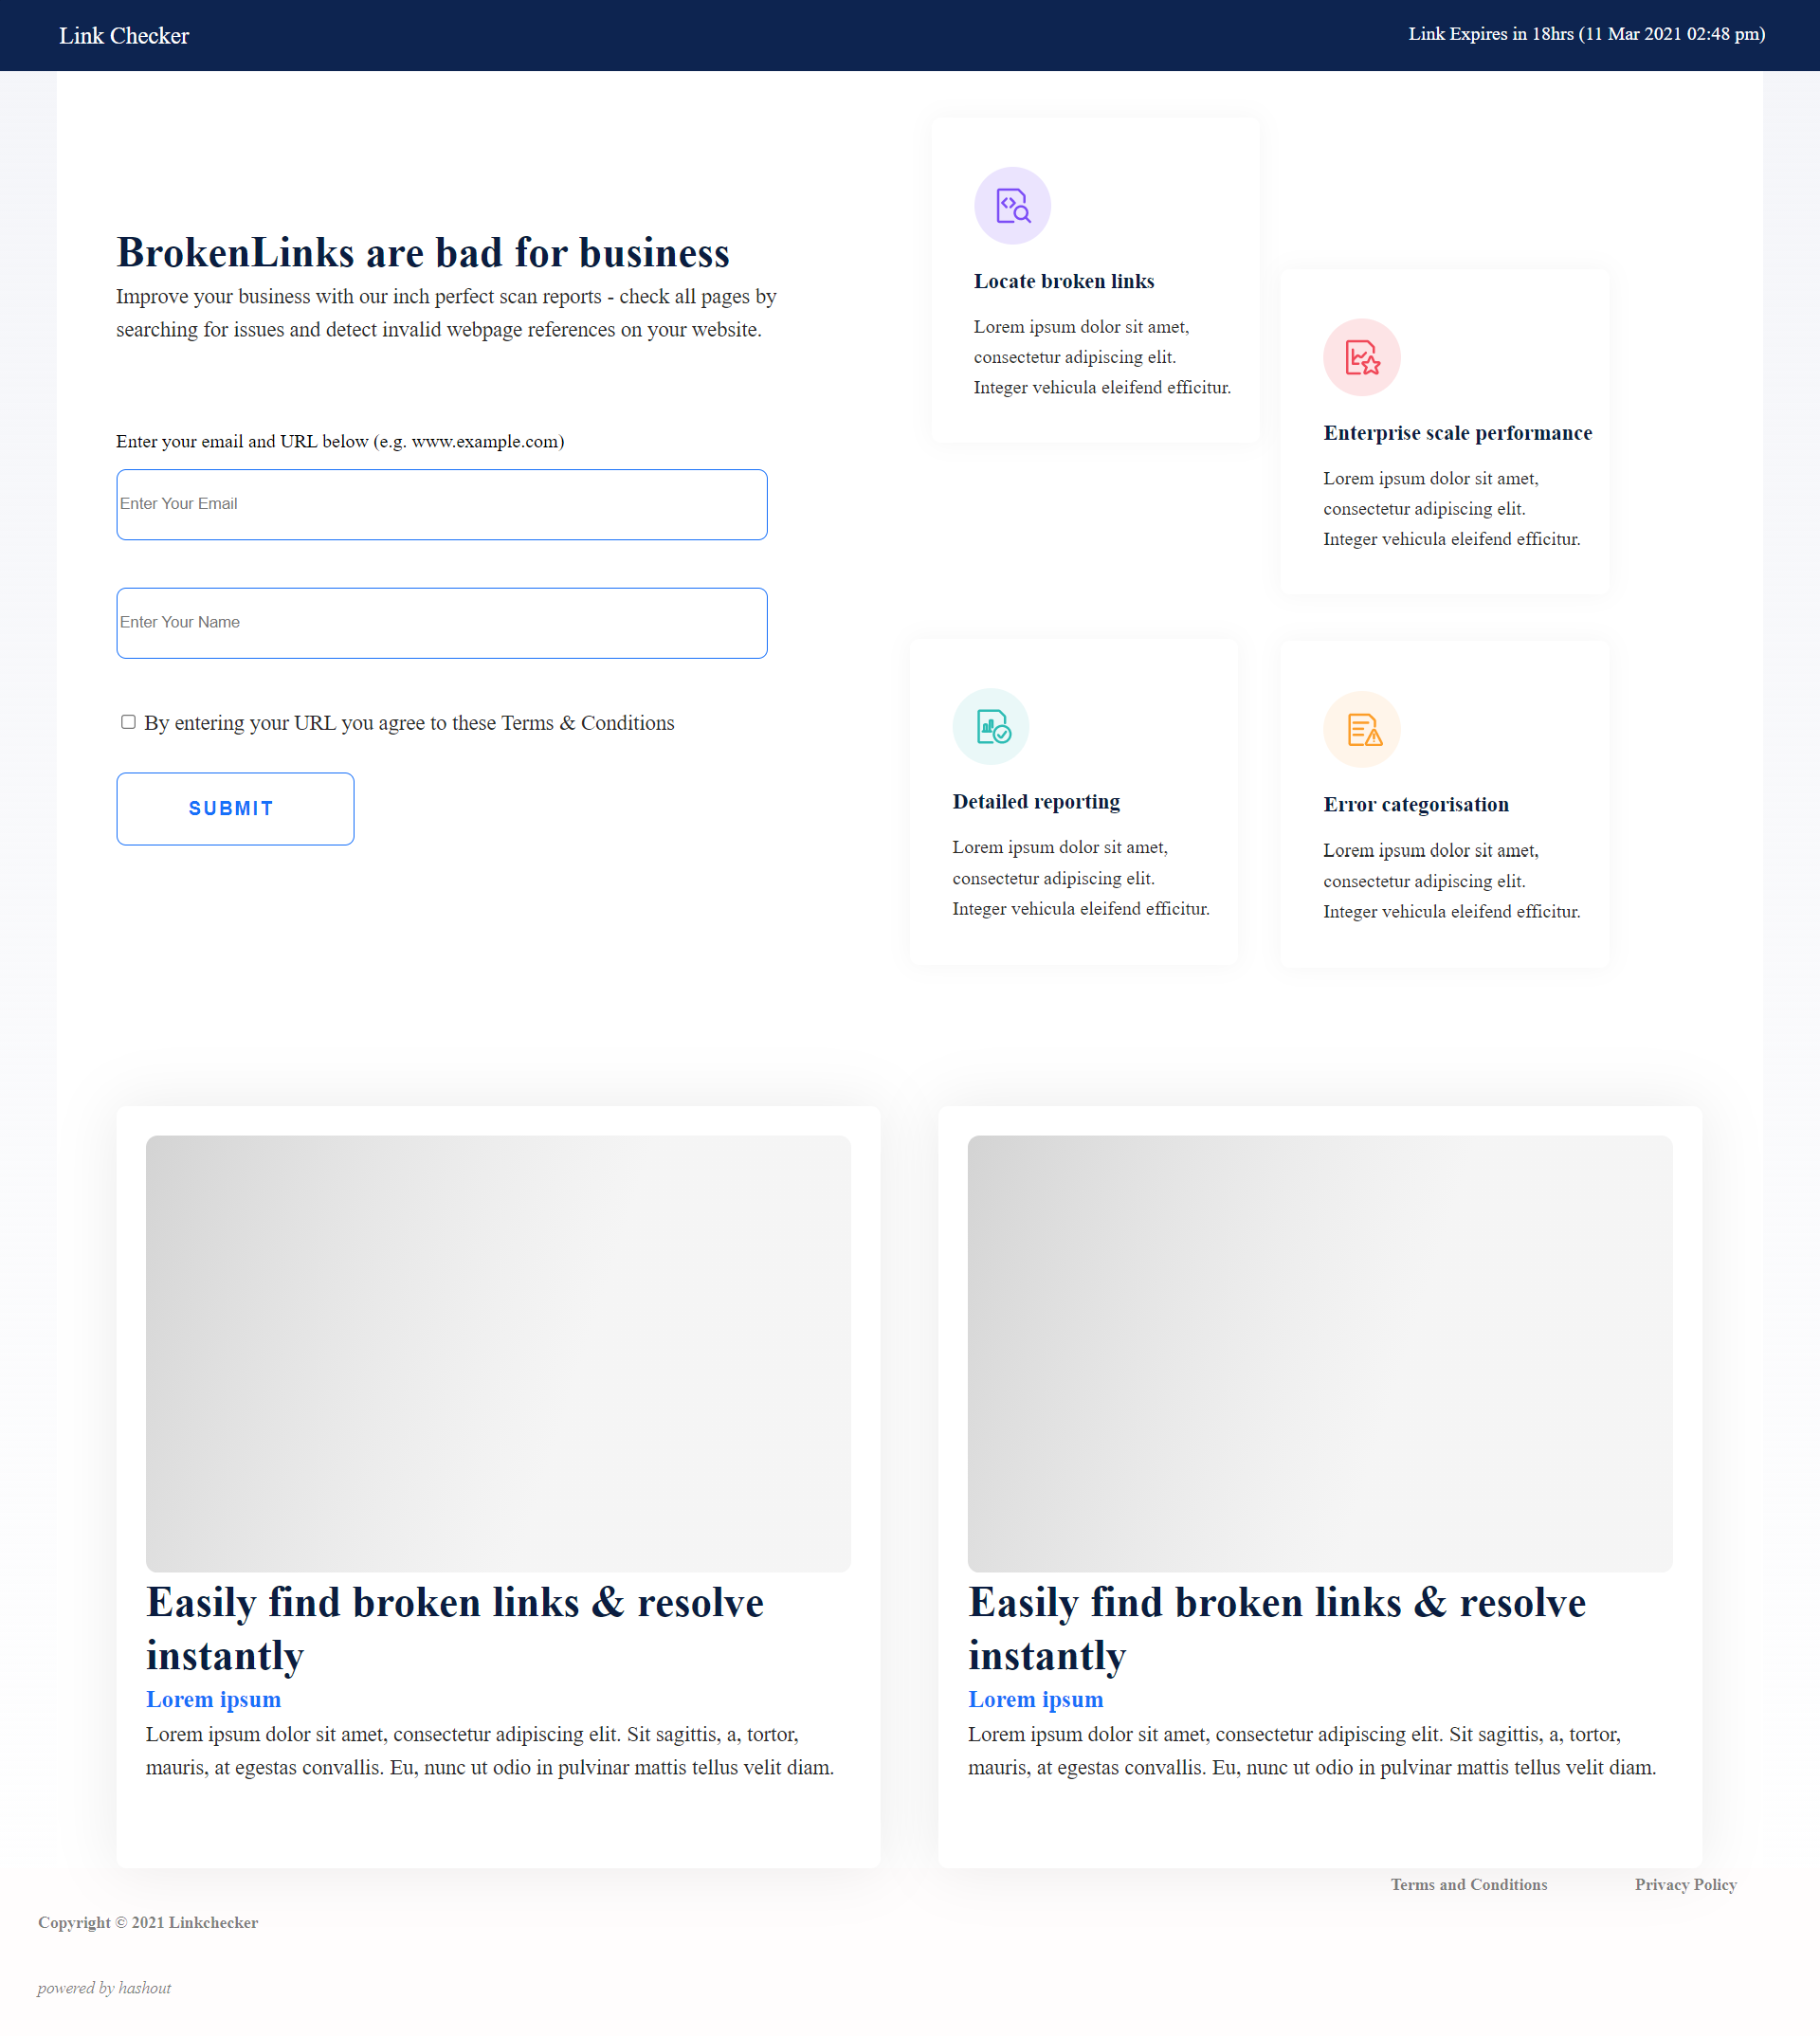 Link Checker
Link Expires in 18hrs (11 Mar 2021 02:48 pm)
BrokenLinks are bad for business
Improve your business with our inch perfect scan reports - check all pages by
searching for issues and detect invalid webpage references on your website.
Enter your email and URL below (e.g. www.example.com)
Enter Your Email
Enter Your Name
By entering your URL you agree to these Terms & Conditions
SUBMIT
Locate broken links
Lorem ipsum dolor sit amet,
consectetur adipiscing elit.
Integer vehicula eleifend efficitur.
Enterprise scale performance
Lorem ipsum dolor sit amet,
consectetur adipiscing elit.
Integer vehicula eleifend efficitur.
Detailed reporting
Lorem ipsum dolor sit amet,
consectetur adipiscing elit.
Integer vehicula eleifend efficitur.
Error categorisation
Lorem ipsum dolor sit amet,
consectetur adipiscing elit.
Integer vehicula eleifend efficitur.
Easily find broken links & resolve
instantly
Lorem ipsum
Lorem ipsum dolor sit amet, consectetur adipiscing elit. Sit sagittis, a, tortor,
mauris, at egestas convallis. Eu, nunc ut odio in pulvinar mattis tellus velit diam.
Easily find broken links & resolve
instantly
Lorem ipsum
Lorem ipsum dolor sit amet, consectetur adipiscing elit. Sit sagittis, a, tortor,
mauris, at egestas convallis. Eu, nunc ut odio in pulvinar mattis tellus velit diam.
Terms and Conditions
Privacy Policy
Copyright © 2021 Linkchecker
powered by hashout